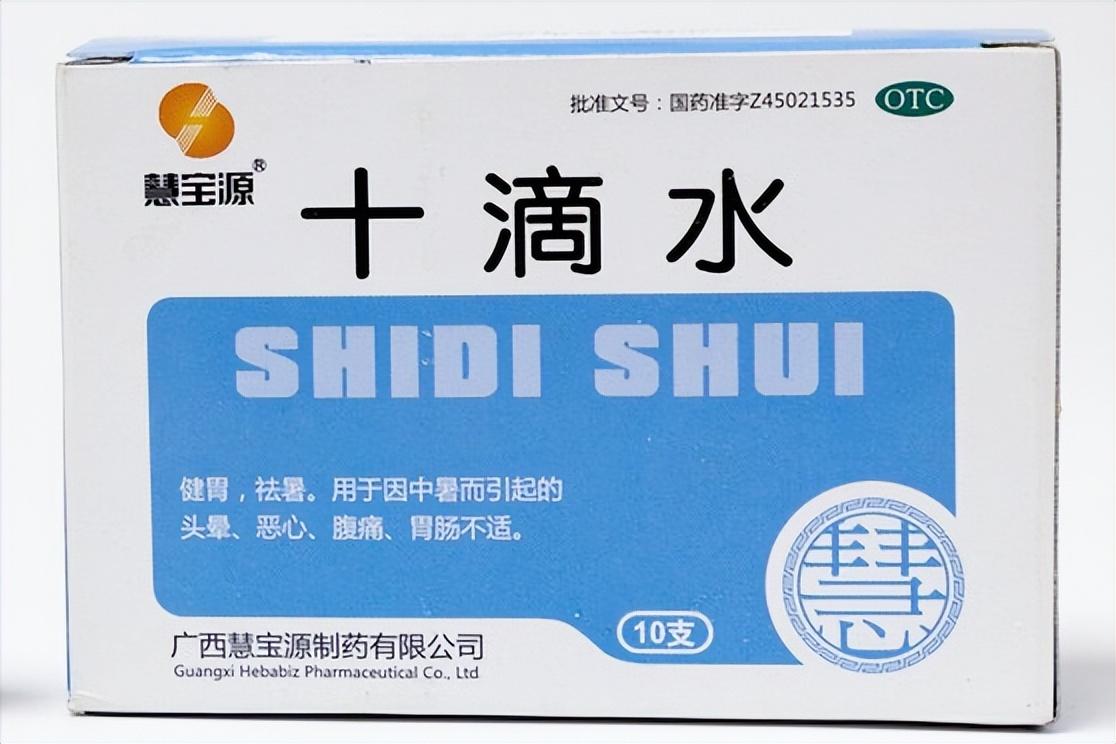 批准文号：国药准字Z45021535
OTC
慧宝源®
十滴水
SHIDI SHUI
健胃，祛暑。用于因中暑而引起的
头晕、恶心、腹痛、胃肠不适。
慧
10支
广西慧宝源制药有限公司
Guangxi Hebabiz Pharmaceutical Co., Ltd